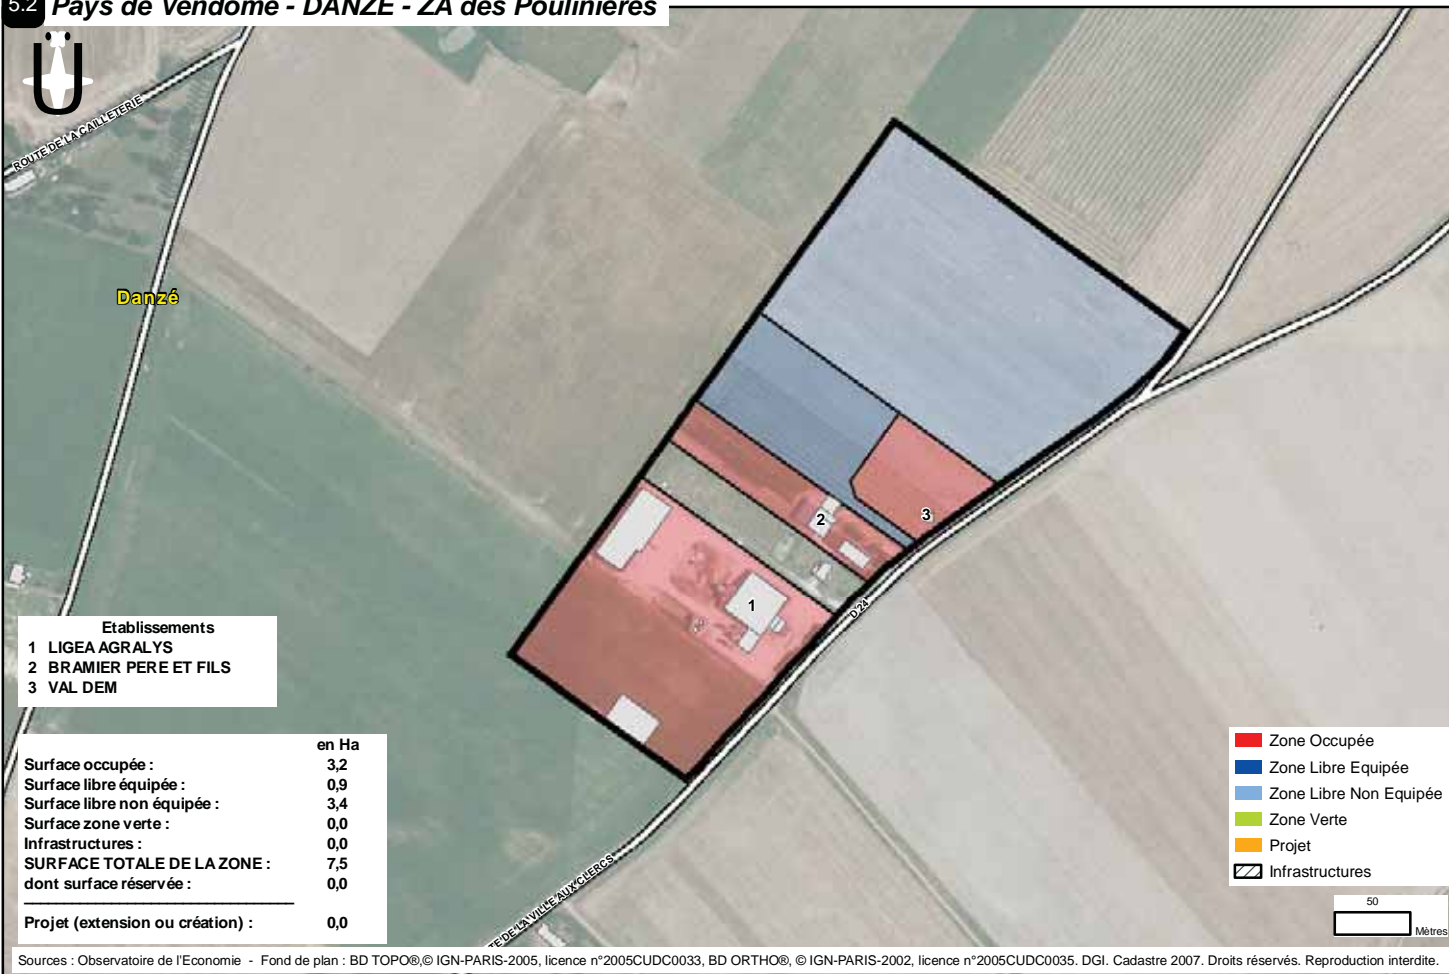 5.2 Pays de Vendôme - DANZE - ZA des Poulinières
ROUTE DE LA CAILLETERIE
Danzé
2
3
1
D 24
Etablissements
1 LIGEA AGRALYS
2 BRAMIER PERE ET FILS
3 VAL DEM
en Ha
Surface occupée : 3,2
Surface libre équipée : 0,9
Surface libre non équipée : 3,4
Surface zone verte : 0,0
Infrastructures : 0,0
SURFACE TOTALE DE LA ZONE : 7,5
dont surface réservée : 0,0
Projet (extension ou création) : 0,0
TE DE LA VILLE AUX CLERCS
Zone Occupée
Zone Libre Equipée
Zone Libre Non Equipée
Zone Verte
Projet
Infrastructures
50
Mètres
Sources : Observatoire de l'Economie - Fond de plan : BD TOPO®,© IGN-PARIS-2005, licence n°2005CUDC0033, BD ORTHO®, © IGN-PARIS-2002, licence n°2005CUDC0035. DGI. Cadastre 2007. Droits réservés. Reproduction interdite.